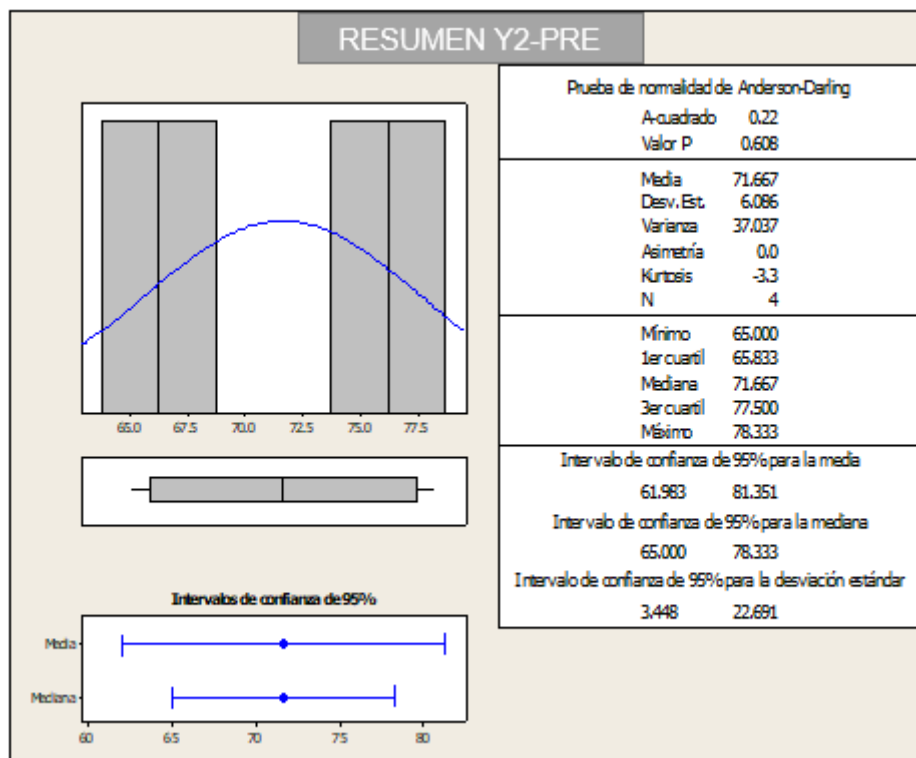 RESUMEN Y2-PRE
Prueba de normalidad de Anderson-Darling
A-cuadrado 0.22
Valor P 0.608
Media 71.667
Desv.Est. 6.086
Varianza 37.037
Asimetría 0.0
Kurtosis -3.3
N 4
Mínimo 65.000
1er cuartil 65.833
Mediana 71.667
3er cuartil 77.500
Máximo 78.333
Intervalo de confianza de 95% para la media
61.983 81.351
Intervalo de confianza de 95% para la mediana
65.000 78.333
Intervalo de confianza de 95% para la desviación estándar
3.448 22.691
65.0 67.5 70.0 72.5 75.0 77.5
Intervalos de confianza de 95%
Media
Mediana
60 65 70 75 80